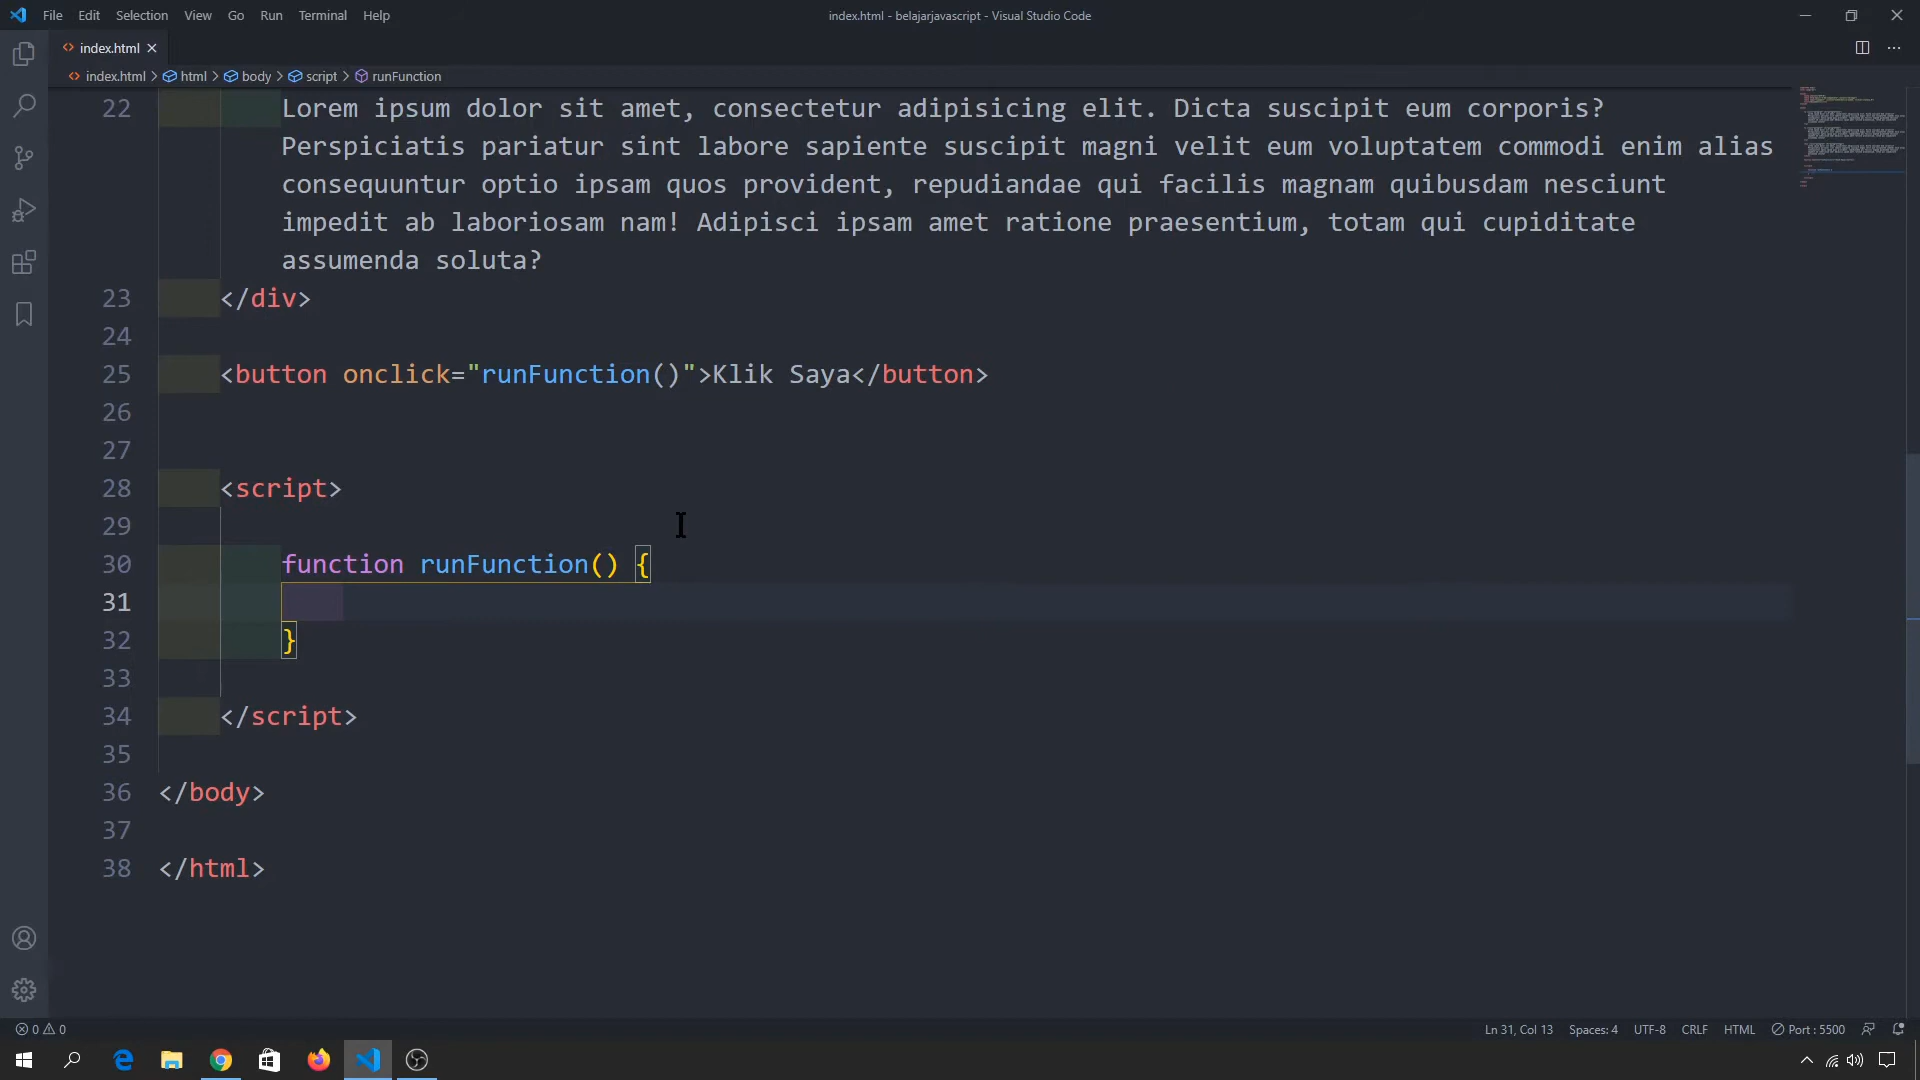 File Edit Selection View Go Run Terminal Help
index.html - belajarjavascript - Visual Studio Code
index.html
index.html > html > body > script > runFunction
22 Lorem ipsum dolor sit amet, consectetur adipisicing elit. Dicta suscipit eum corporis?
Perspiciatis pariatur sint labore sapiente suscipit magni velit eum voluptatem commodi enim alias
consequuntur optio ipsam quos provident, repudiandae qui facilis magnam quibusdam nesciunt
impedit ab laboriosam nam! Adipisci ipsam amet ratione praesentium, totam qui cupiditate
assumenda soluta?
23 </div>
24
25 <button onclick="runFunction()">Klik Saya</button>
26
27
28 <script>
29
30 function runFunction() {
31
32 }
33
34 </script>
35
36 </body>
37
38 </html>
0 0
Ln 31, Col 13 Spaces: 4 UTF-8 CRLF HTML Port : 5500